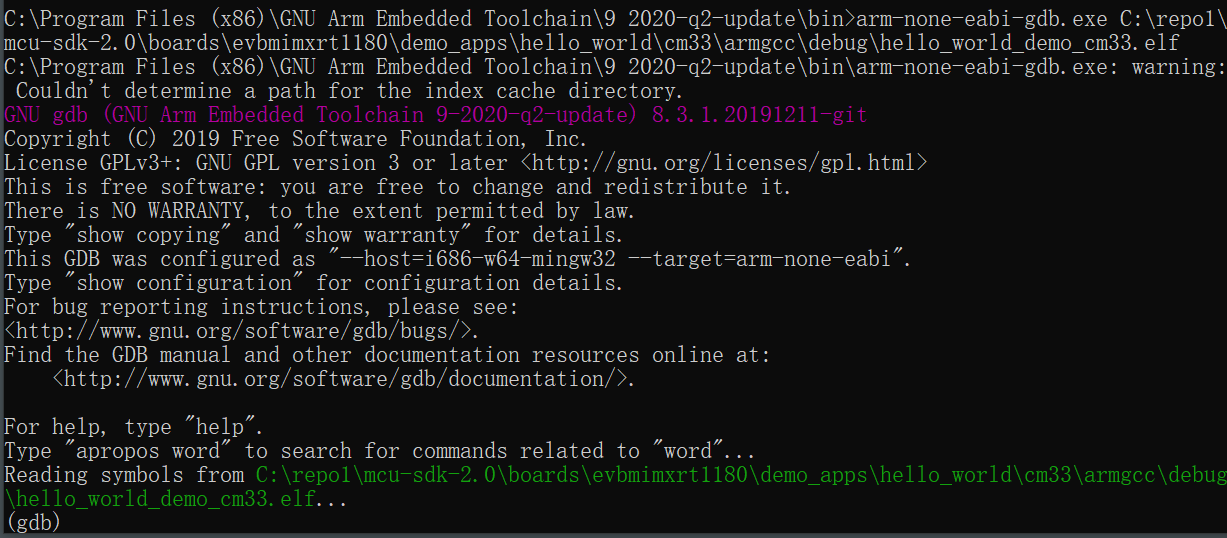 C:\Program Files (x86)\GNU Arm Embedded Toolchain\9 2020-q2-update\bin>arm-none-eabi-gdb.exe C:\repo1\
mcu-sdk-2.0\boards\evbmimxrt1180\demo_apps\hello_world\cm33\armgcc\debug\hello_world_demo_cm33.elf
C:\Program Files (x86)\GNU Arm Embedded Toolchain\9 2020-q2-update\bin\arm-none-eabi-gdb.exe: warning:
 Couldn't determine a path for the index cache directory.
GNU gdb (GNU Arm Embedded Toolchain 9-2020-q2-update) 8.3.1.20191211-git
Copyright (C) 2019 Free Software Foundation, Inc.
License GPLv3+: GNU GPL version 3 or later <http://gnu.org/licenses/gpl.html>
This is free software: you are free to change and redistribute it.
There is NO WARRANTY, to the extent permitted by law.
Type "show copying" and "show warranty" for details.
This GDB was configured as "--host=i686-w64-mingw32 --target=arm-none-eabi".
Type "show configuration" for configuration details.
For bug reporting instructions, please see:
<http://www.gnu.org/software/gdb/bugs/>.
Find the GDB manual and other documentation resources online at:
    <http://www.gnu.org/software/gdb/documentation/>.

For help, type "help".
Type "apropos word" to search for commands related to "word"...
Reading symbols from C:\repo1\mcu-sdk-2.0\boards\evbmimxrt1180\demo_apps\hello_world\cm33\armgcc\debug
\hello_world_demo_cm33.elf...
(gdb)